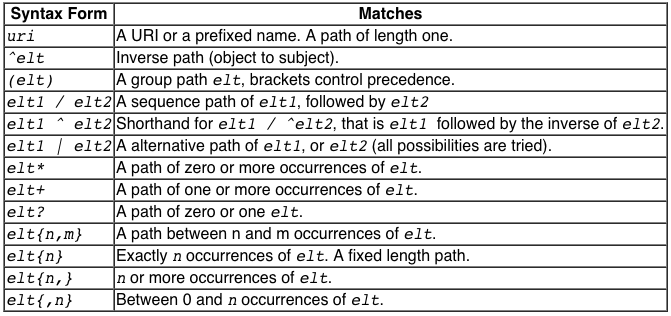 Syntax Form Matches
uri A URI or a prefixed name. A path of length one.
^elt Inverse path (object to subject).
(elt) A group path elt, brackets control precedence.
elt1 / elt2 A sequence path of elt1, followed by elt2
elt1 ^ elt2 Shorthand for elt1 / ^elt2, that is elt1 followed by the inverse of elt2.
elt1 | elt2 A alternative path of elt1, or elt2 (all possibilities are tried).
elt* A path of zero or more occurrences of elt.
elt+ A path of one or more occurrences of elt.
elt? A path of zero or one elt.
elt{n,m} A path between n and m occurrences of elt.
elt{n} Exactly n occurrences of elt. A fixed length path.
elt{n,} n or more occurrences of elt.
elt{,n} Between 0 and n occurrences of elt.